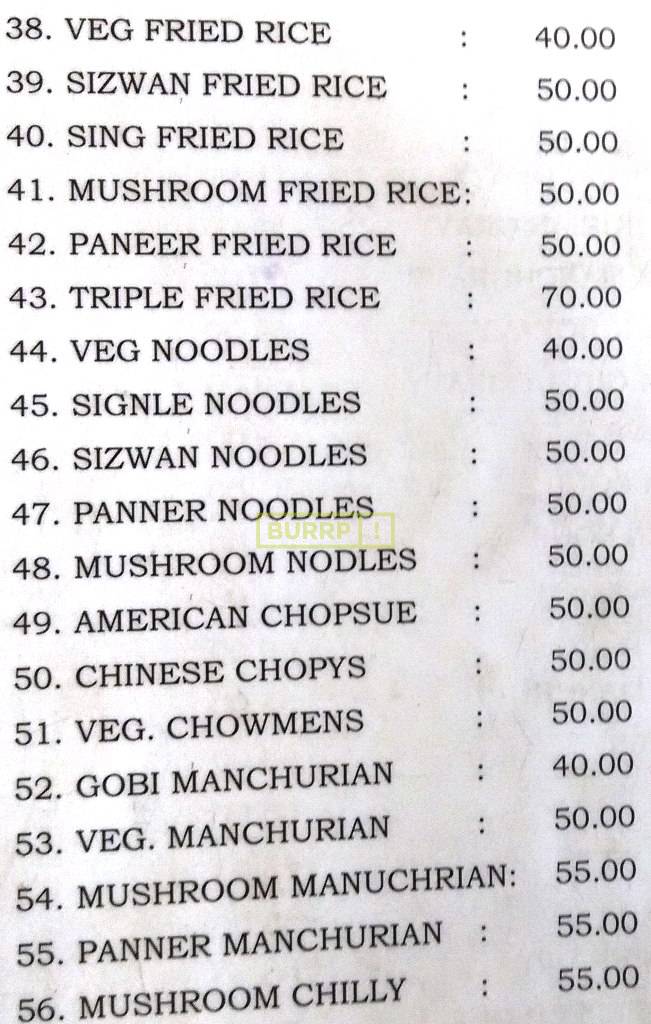 38. VEG FRIED RICE : 40.00
39. SIZWAN FRIED RICE : 50.00
40. SING FRIED RICE : 50.00
41. MUSHROOM FRIED RICE: 50.00
42. PANEER FRIED RICE : 50.00
43. TRIPLE FRIED RICE : 70.00
44. VEG NOODLES : 40.00
45. SIGNLE NOODLES : 50.00
46. SIZWAN NOODLES : 50.00
47. PANNER NOODLES : 50.00
BURRP !
48. MUSHROOM NODLES : 50.00
49. AMERICAN CHOPSUE : 50.00
50. CHINESE CHOPYS : 50.00
51. VEG. CHOWMENS : 50.00
52. GOBI MANCHURIAN : 40.00
53. VEG. MANCHURIAN : 50.00
54. MUSHROOM MANUCHRIAN: 55.00
55. PANNER MANCHURIAN : 55.00
56. MUSHROOM CHILLY : 55.00